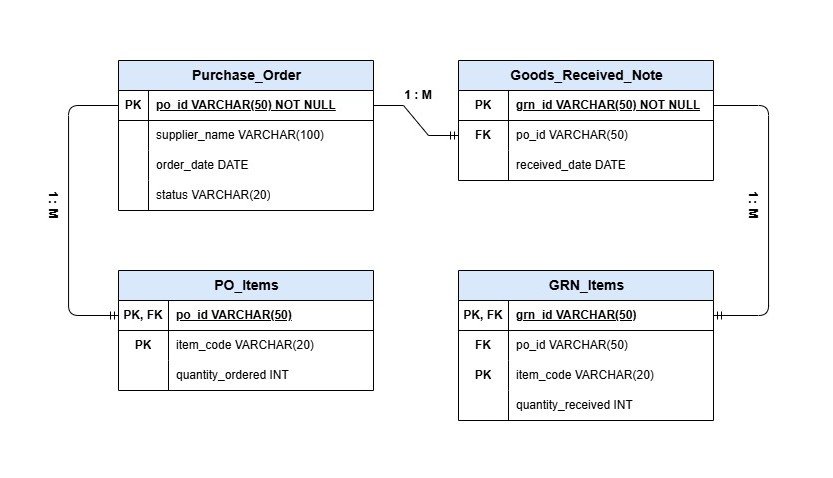 Purchase_Order
PK po_id VARCHAR(50) NOT NULL
supplier_name VARCHAR(100)
order_date DATE
status VARCHAR(20)
1 : M
Goods_Received_Note
PK grn_id VARCHAR(50) NOT NULL
FK po_id VARCHAR(50)
received_date DATE
1 : M
1 : M
PO_Items
PK, FK po_id VARCHAR(50)
PK item_code VARCHAR(20)
quantity_ordered INT
GRN_Items
PK, FK grn_id VARCHAR(50)
FK po_id VARCHAR(50)
PK item_code VARCHAR(20)
quantity_received INT